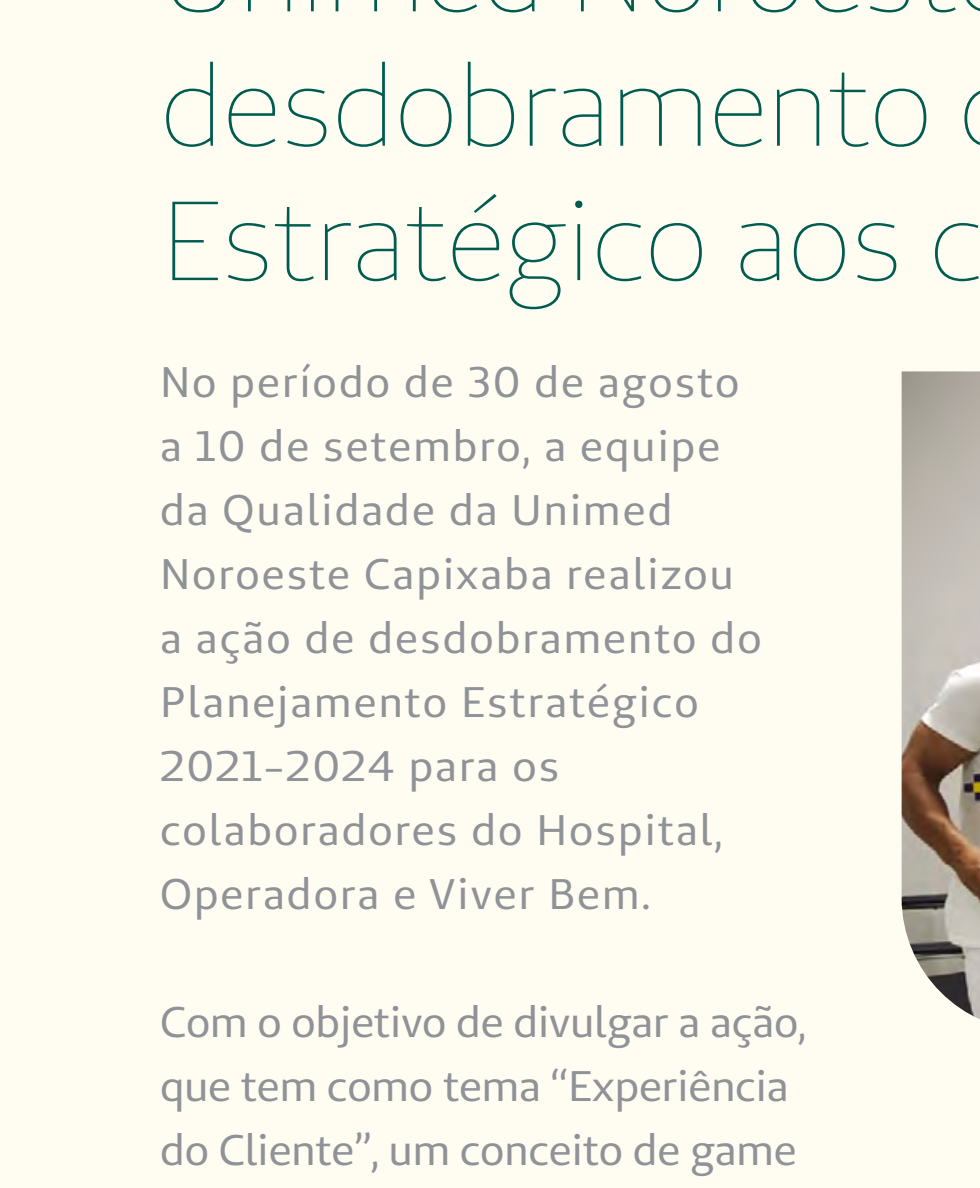 Unimed Noroeste
desdobramento
Estratégico aos
No período de 30 de agosto
a 10 de setembro, a equipe
da Qualidade da Unimed
Noroeste Capixaba realizou
a ação de desdobramento do
Planejamento Estratégico
2021-2024 para os
colaboradores do Hospital,
Operadora e Viver Bem.
Com o objetivo de divulgar a ação,
que tem como tema “Experiência
do Cliente”, um conceito de game